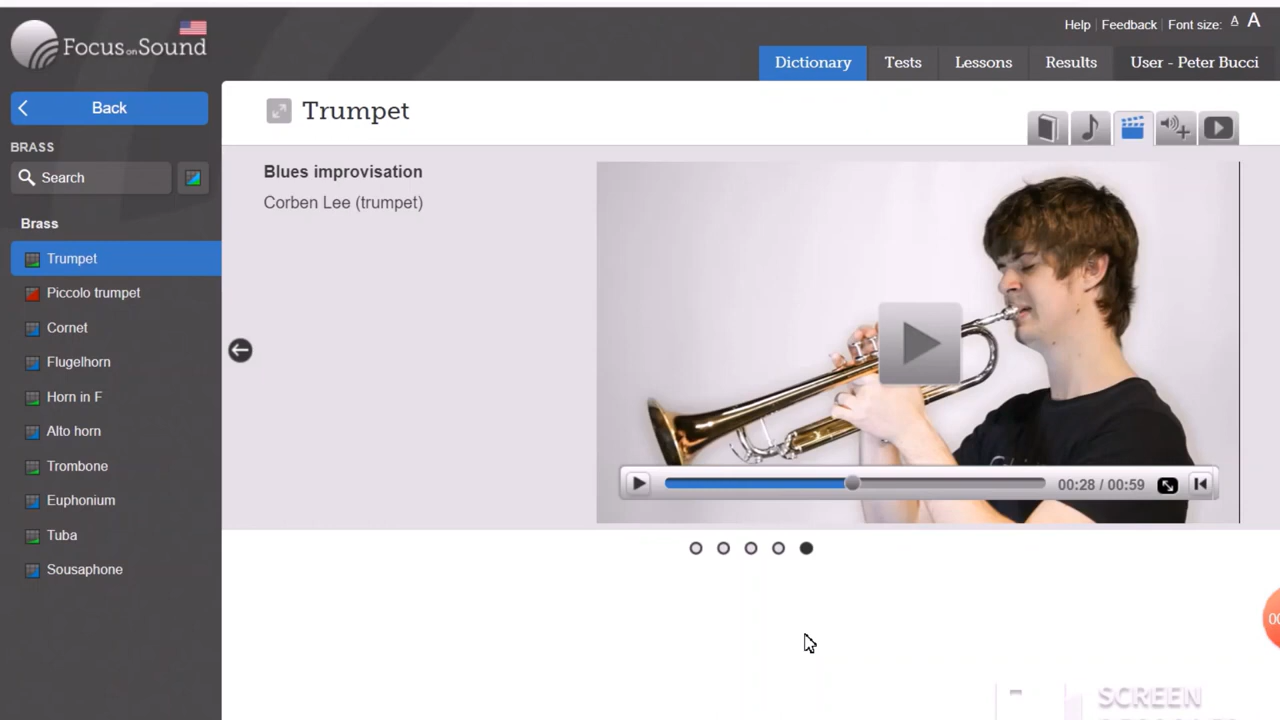 Focus on Sound
Help Feedback Font size: A A
Dictionary Tests Lessons Results User - Peter Bucci
Back
BRASS
Search
Brass
Trumpet
Piccolo trumpet
Cornet
Flugelhorn
Horn in F
Alto horn
Trombone
Euphonium
Tuba
Sousaphone
Trumpet
Blues improvisation
Corben Lee (trumpet)
00:28 / 00:59
00
SCREEN